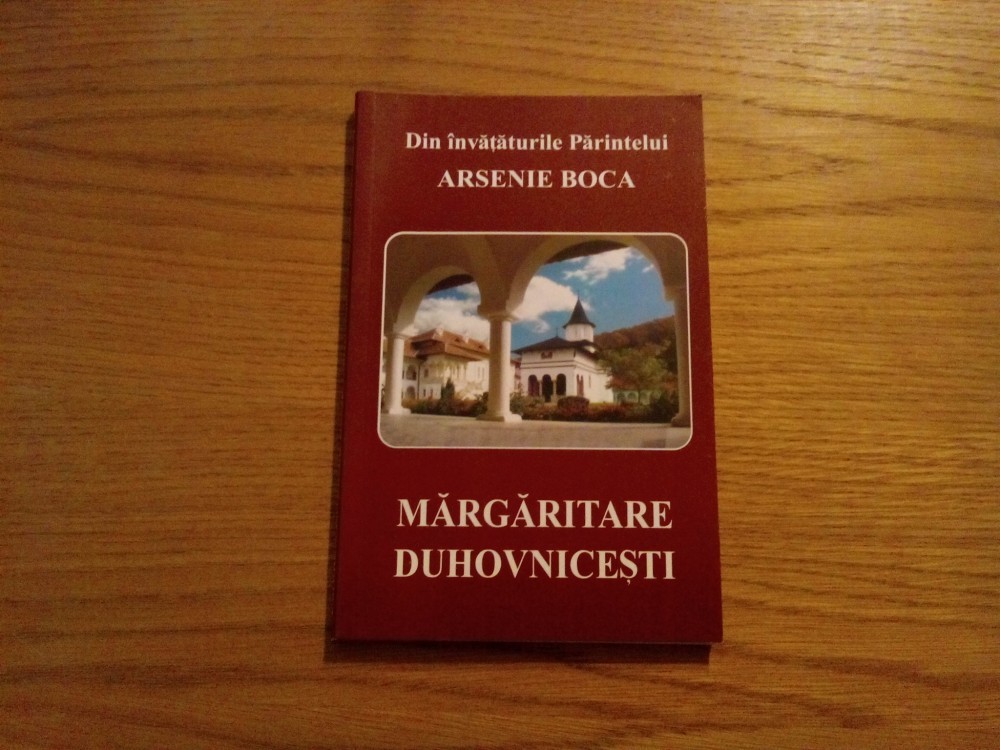 Din învățăturile Părintelui
ARSENIE BOCA
MĂRGĂRITARE
DUHOVNICEȘTI